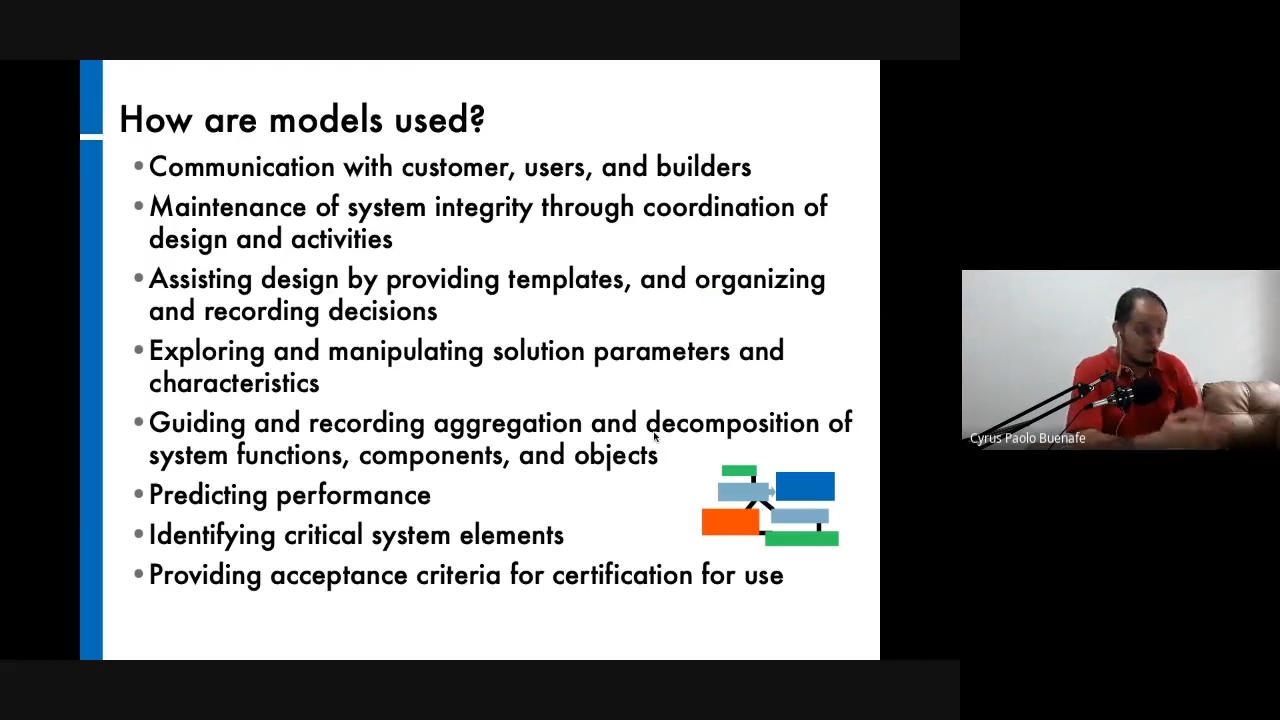 How are models used?
• Communication with customer, users, and builders
• Maintenance of system integrity through coordination of
design and activities
• Assisting design by providing templates, and organizing
and recording decisions
• Exploring and manipulating solution parameters and
characteristics
• Guiding and recording aggregation and decomposition of
system functions, components, and objects
• Predicting performance
• Identifying critical system elements
• Providing acceptance criteria for certification for use
Cyrus Paolo Buenafe